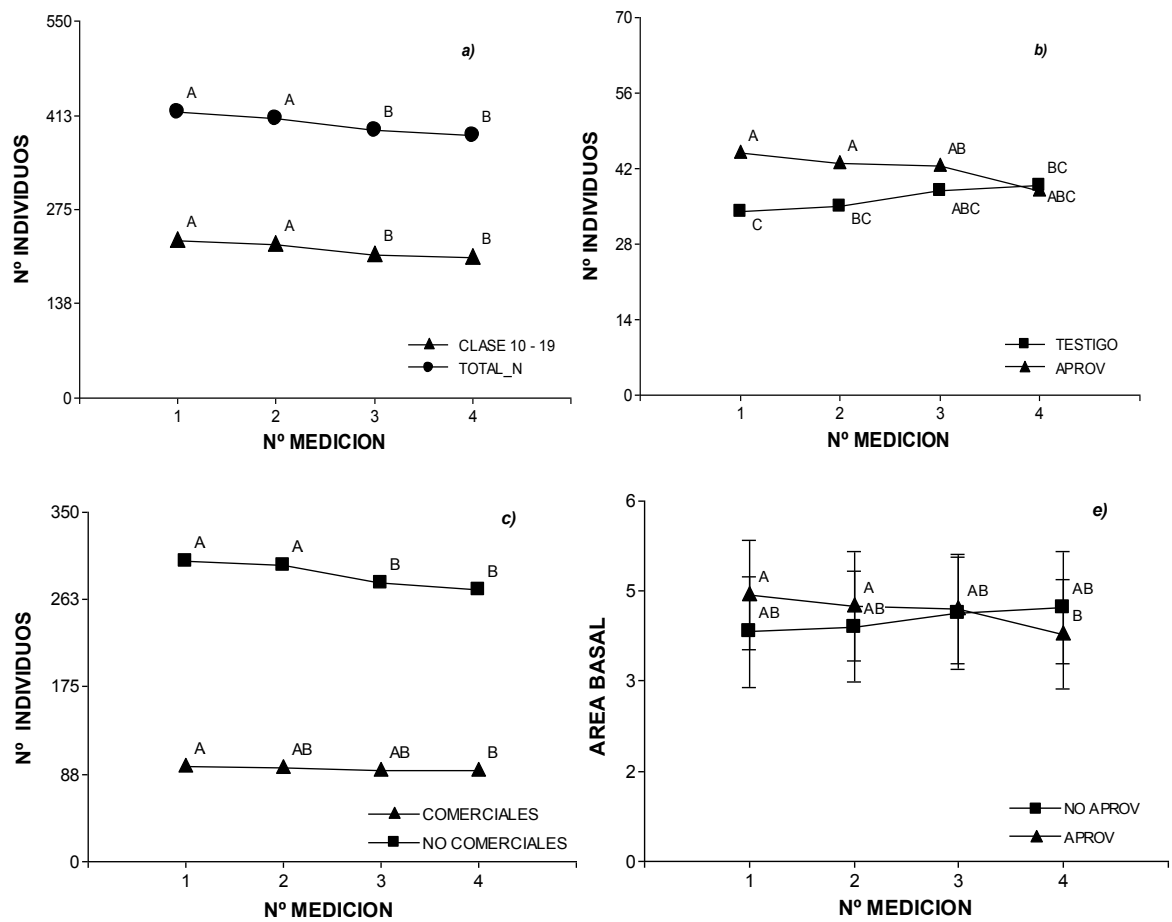 550
413
275
138
0
Nº INDIVIDUOS
a)
A
A
B
B
A
A
B
B
CLASE 10 - 19
TOTAL_N
1 2 3 4
Nº MEDICION
70
56
42
28
14
0
Nº INDIVIDUOS
b)
A
A
AB
BC
C
BC
ABC
ABC
TESTIGO
APROV
1 2 3 4
Nº MEDICION
350
263
175
88
0
Nº INDIVIDUOS
c)
A
A
B
B
A
AB
AB
B
COMERCIALES
NO COMERCIALES
1 2 3 4
Nº MEDICION
6
5
3
2
0
AREA BASAL
e)
A
A
AB
AB
AB
AB
B
NO APROV
APROV
1 2 3 4
Nº MEDICION